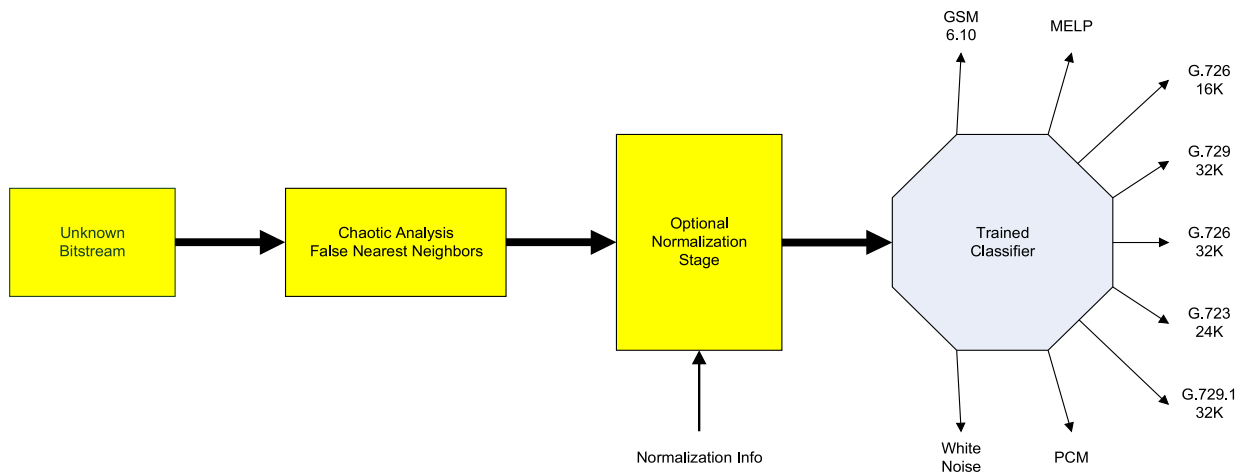 Unknown
Bitstream
Chaotic Analysis
False Nearest Neighbors
Optional
Normalization
Stage
Normalization Info
Trained
Classifier
GSM
6.10
MELP
G.726
16K
G.729
32K
G.726
32K
G.723
24K
G.729.1
32K
PCM
White
Noise